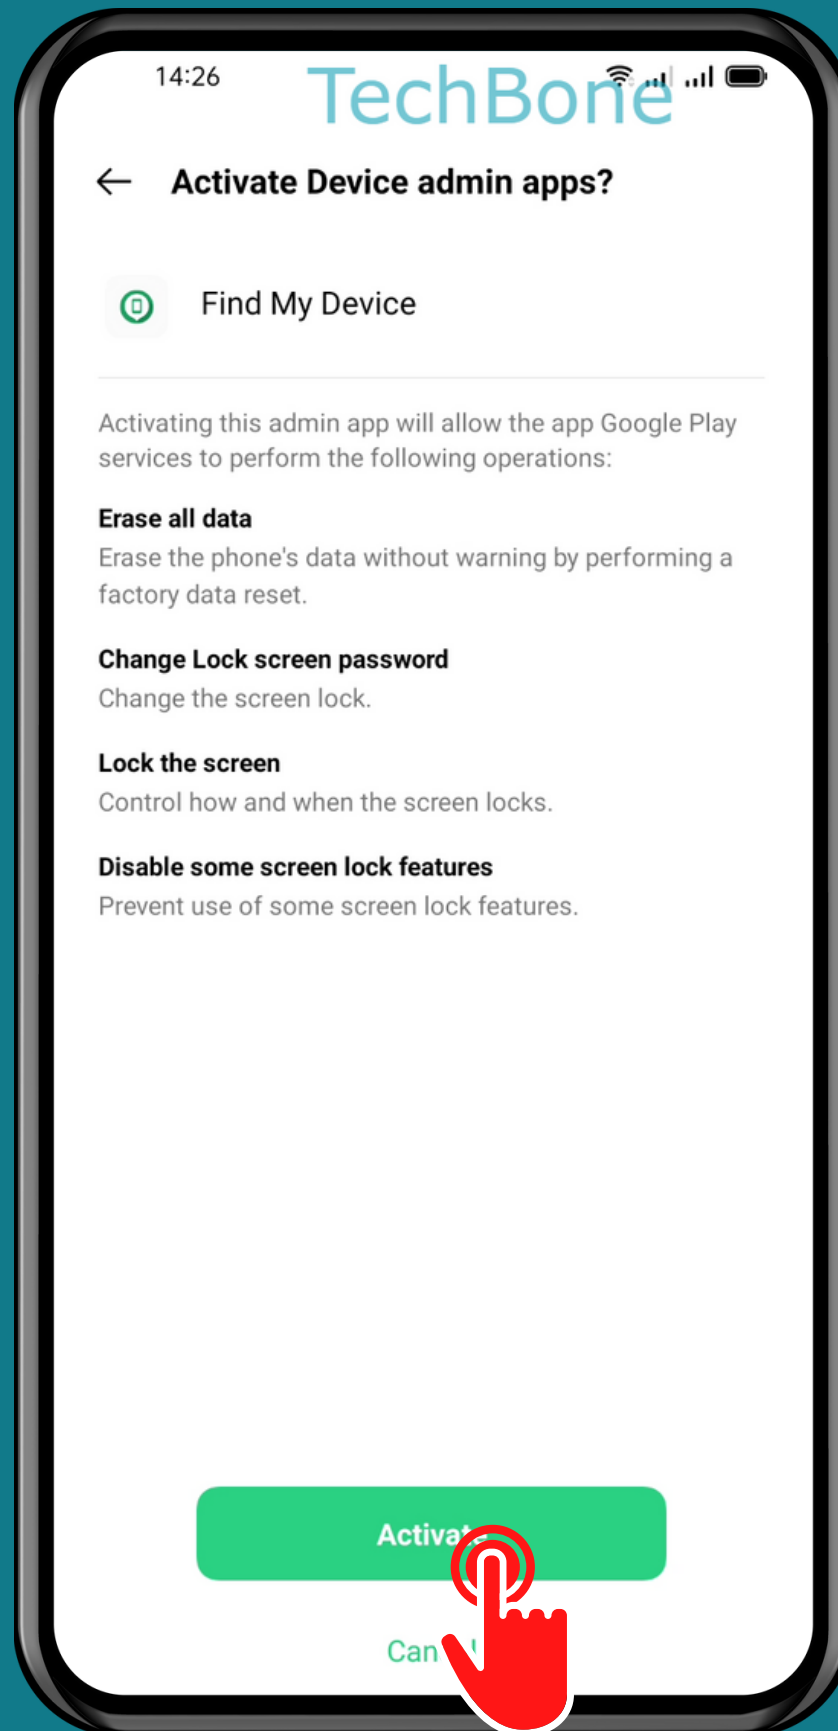 14:26
TechBone
Activate Device admin apps?
Find My Device
Activating this admin app will allow the app Google Play
services to perform the following operations:
Erase all data
Erase the phone's data without warning by performing a
factory data reset.
Change Lock screen password
Change the screen lock.
Lock the screen
Control how and when the screen locks.
Disable some screen lock features
Prevent use of some screen lock features.
Activate